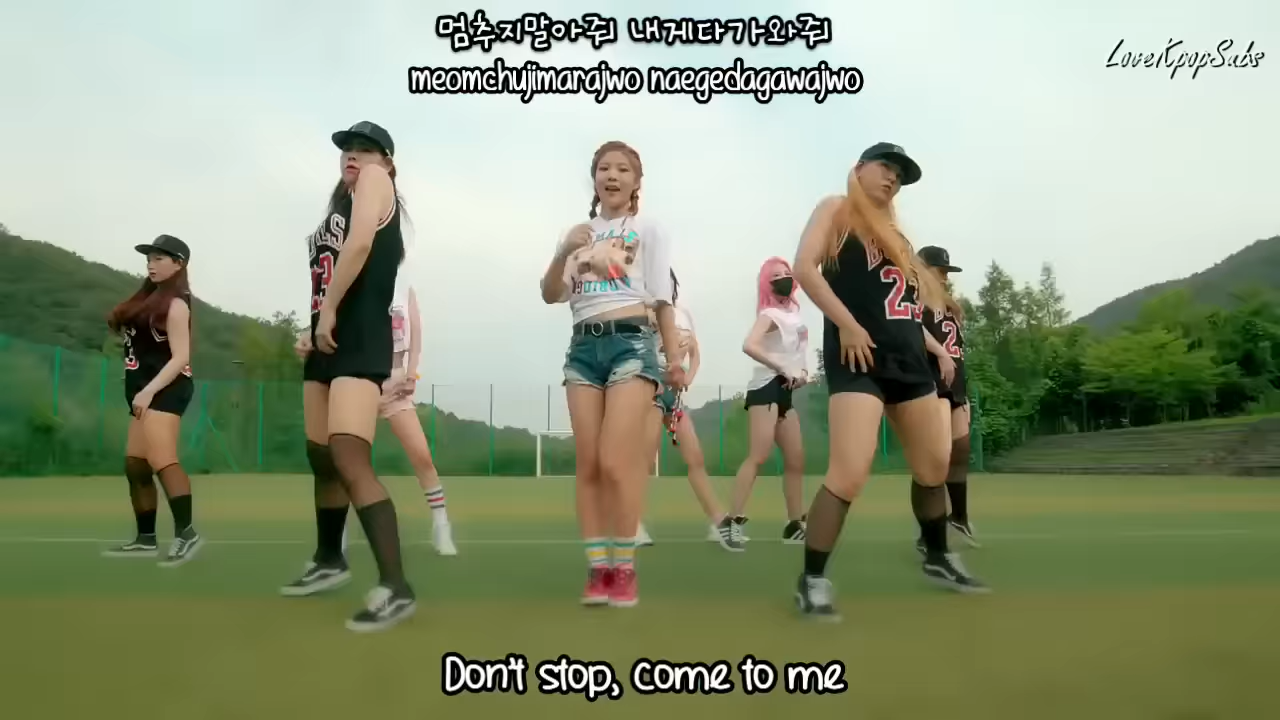 멈추지말아줘 내게다가와줘
meomchujimarajwo naegedagawajwo
LoveKpopSubs
23
Don't stop, come to me